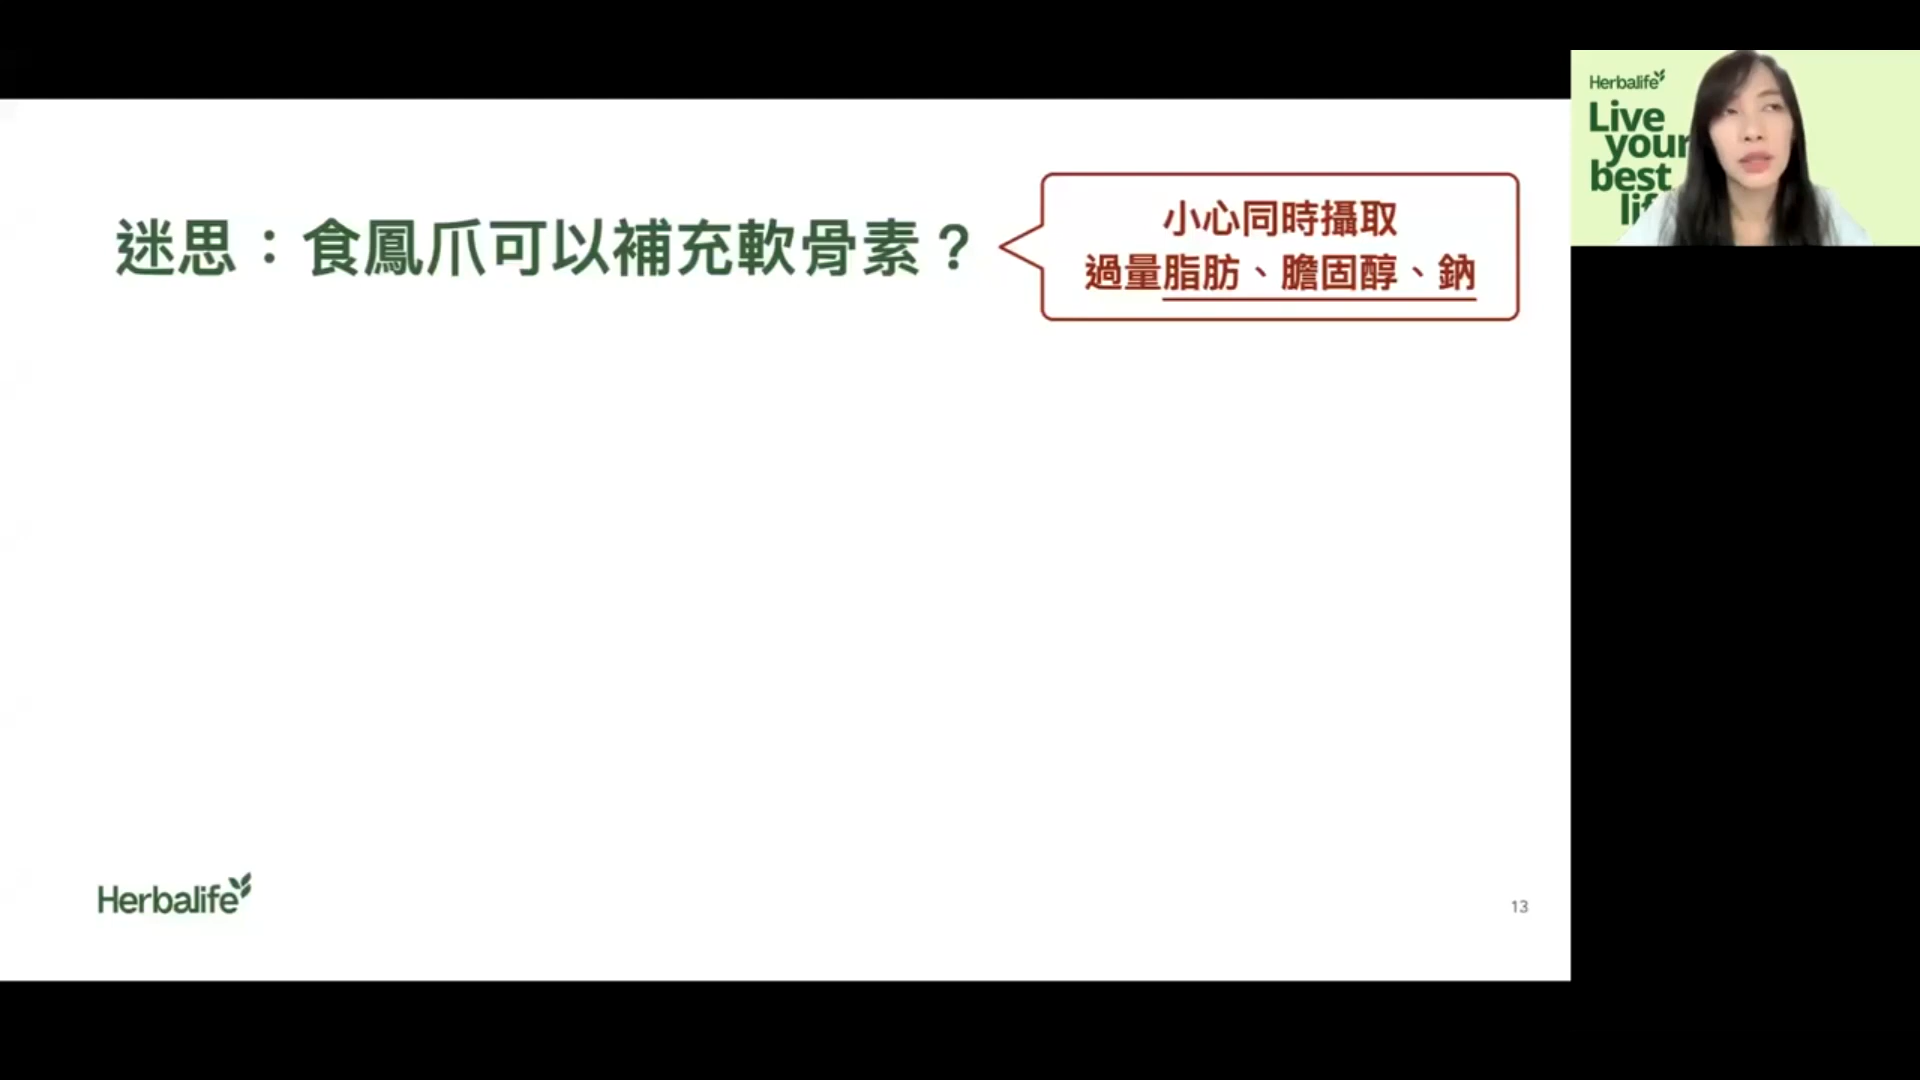 迷思：食鳳爪可以補充軟骨素？
小心同時攝取
過量脂肪、膽固醇、鈉
Herbalife
13
Herbalife
Live
your
best
lif